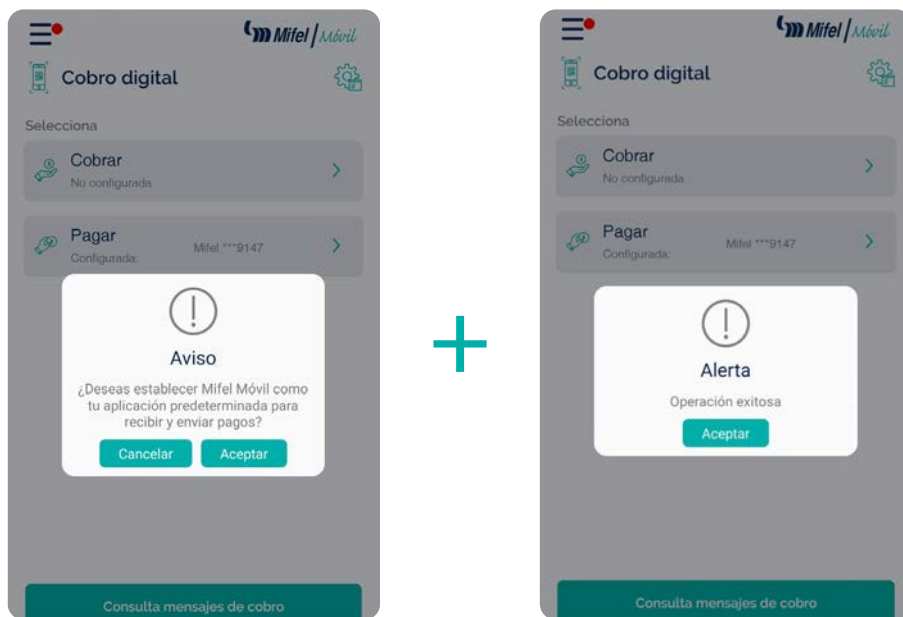 Mifel | Móvil
Cobro digital
Selecciona
Cobrar
No configurada
Pagar
Configurada: Mifel ***9147
Aviso
¿Deseas establecer Mifel Móvil como
tu aplicación predeterminada para
recibir y enviar pagos?
Cancelar Aceptar
Consulta mensajes de cobro
+
Mifel | Móvil
Cobro digital
Selecciona
Cobrar
No configurada
Pagar
Configurada: Mifel ***9147
Alerta
Operación exitosa
Aceptar
Consulta mensajes de cobro